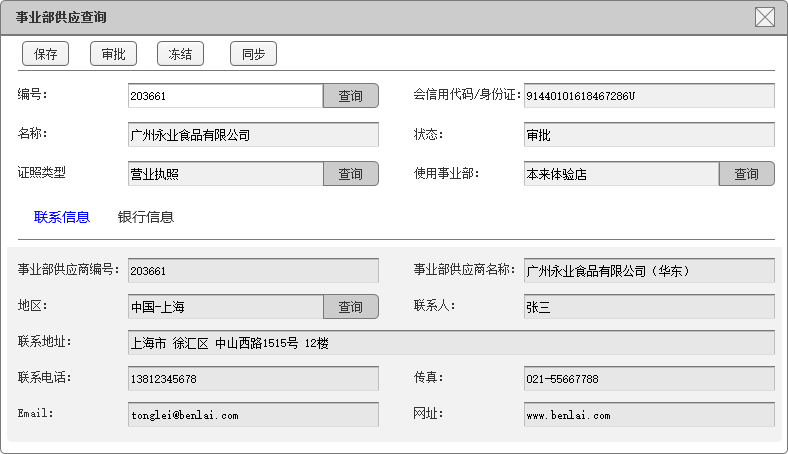 事业部供应查询
保存 审批 冻结 同步
编号: 203661 查询 会信用代码/身份证: 91440101618467286U
名称: 广州永业食品有限公司 状态: 审批
证照类型 营业执照 查询 使用事业部: 本来体验店 查询
联系信息 银行信息
事业部供应商编号: 203661 事业部供应商名称: 广州永业食品有限公司（华东）
地区: 中国-上海 查询 联系人: 张三
联系地址: 上海市 徐汇区 中山西路1515号 12楼
联系电话: 13812345678 传真: 021-55667788
Email: tonglei@benlai.com 网址: www.benlai.com